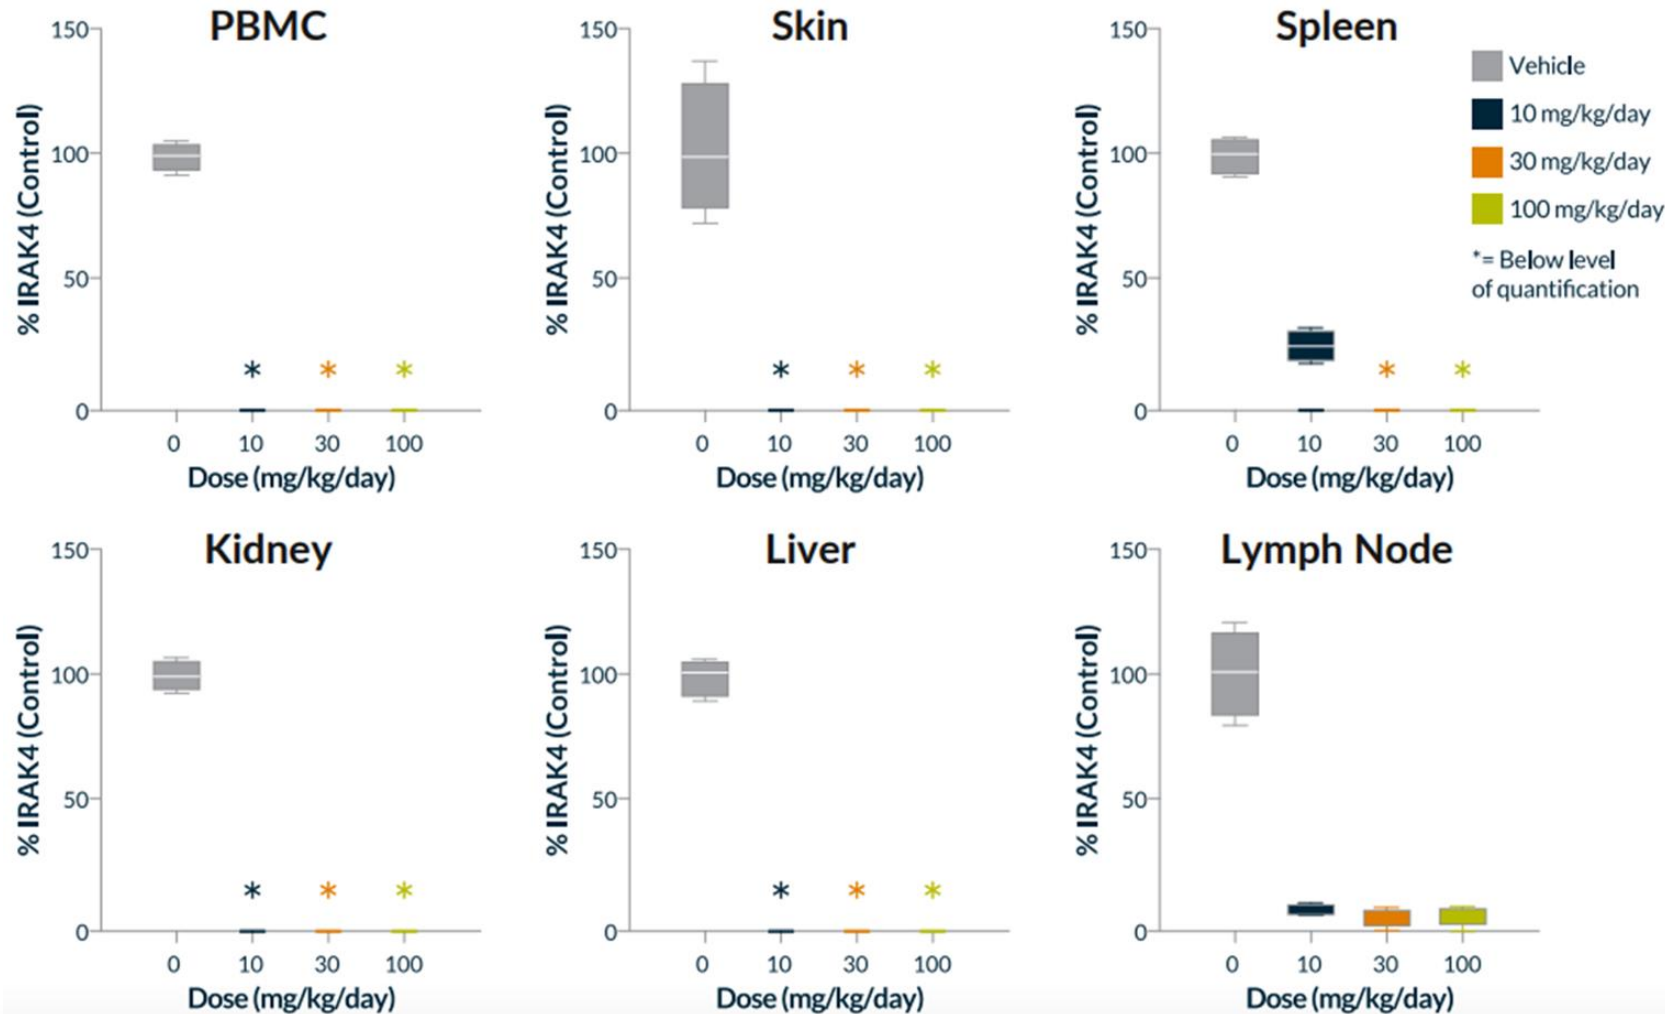 PBMC
150
100
50
0
% IRAK4 (Control)
*
*
*
0 10 30 100
Dose (mg/kg/day)
Skin
150
100
50
0
% IRAK4 (Control)
*
*
*
0 10 30 100
Dose (mg/kg/day)
Spleen
150
100
50
0
% IRAK4 (Control)
*
*
0 10 30 100
Dose (mg/kg/day)
Vehicle
10 mg/kg/day
30 mg/kg/day
100 mg/kg/day
*= Below level
of quantification
Kidney
150
100
50
0
% IRAK4 (Control)
*
*
*
0 10 30 100
Dose (mg/kg/day)
Liver
150
100
50
0
% IRAK4 (Control)
*
*
*
0 10 30 100
Dose (mg/kg/day)
Lymph Node
150
100
50
0
% IRAK4 (Control)
0 10 30 100
Dose (mg/kg/day)